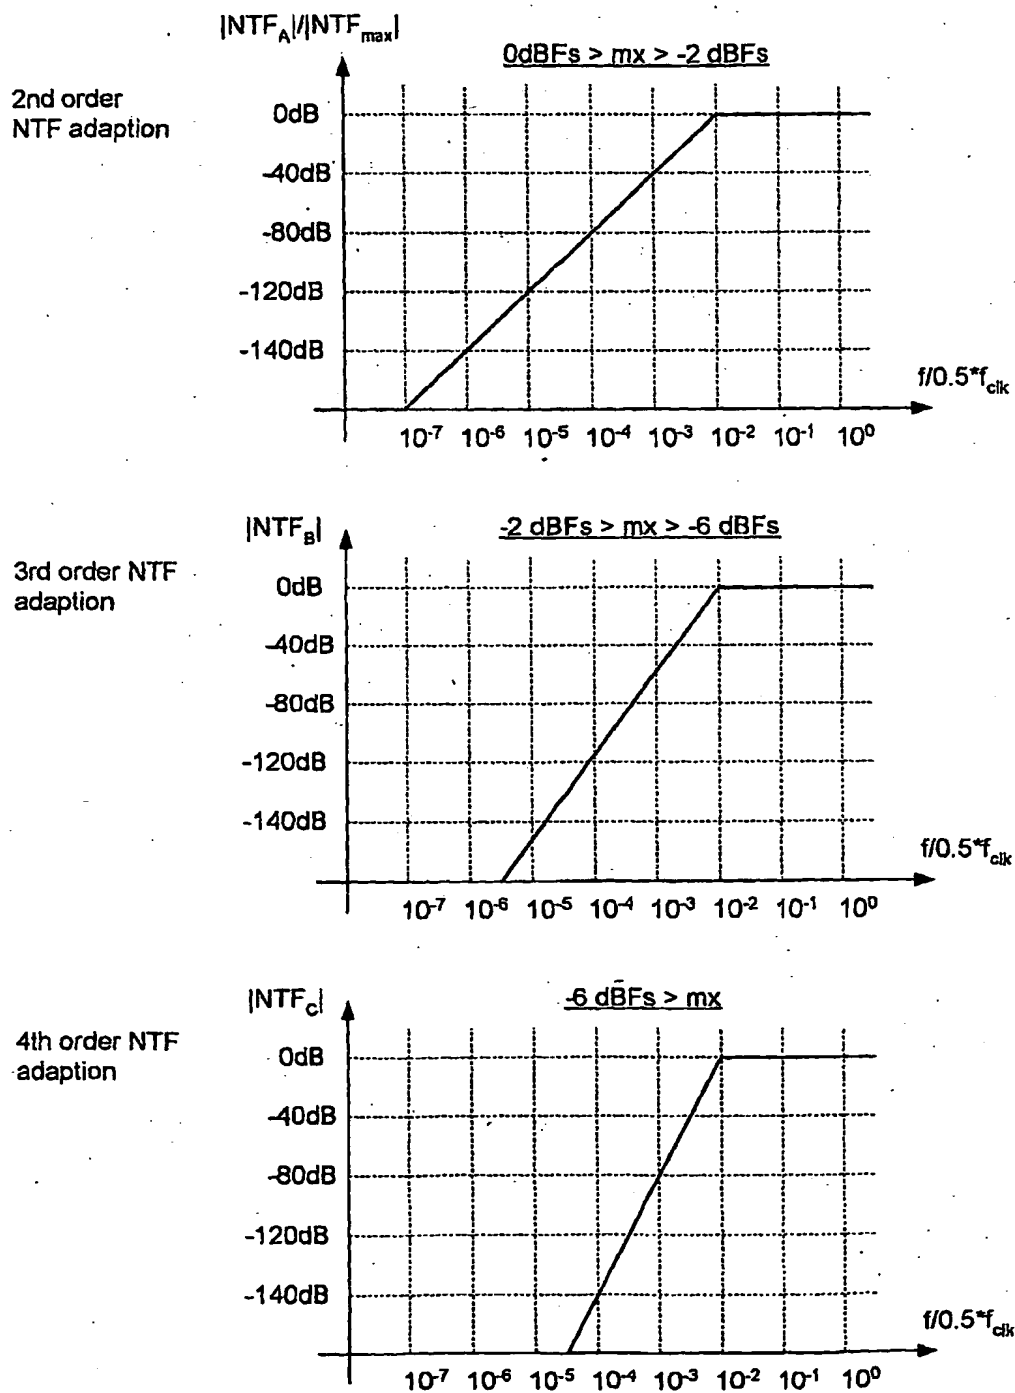 |NTF_A|/|NTF_max|
0dBFs > mx > -2 dBFs
2nd order
NTF adaption
0dB
-40dB
-80dB
-120dB
-140dB
f/0.5*f_clk
10^-7 10^-6 10^-5 10^-4 10^-3 10^-2 10^-1 10^0
|NTF_B|
-2 dBFs > mx > -6 dBFs
3rd order NTF
adaption
0dB
-40dB
-80dB
-120dB
-140dB
f/0.5*f_clk
10^-7 10^-6 10^-5 10^-4 10^-3 10^-2 10^-1 10^0
|NTF_C|
-6 dBFs > mx
4th order NTF
adaption
0dB
-40dB
-80dB
-120dB
-140dB
f/0.5*f_clk
10^-7 10^-6 10^-5 10^-4 10^-3 10^-2 10^-1 10^0